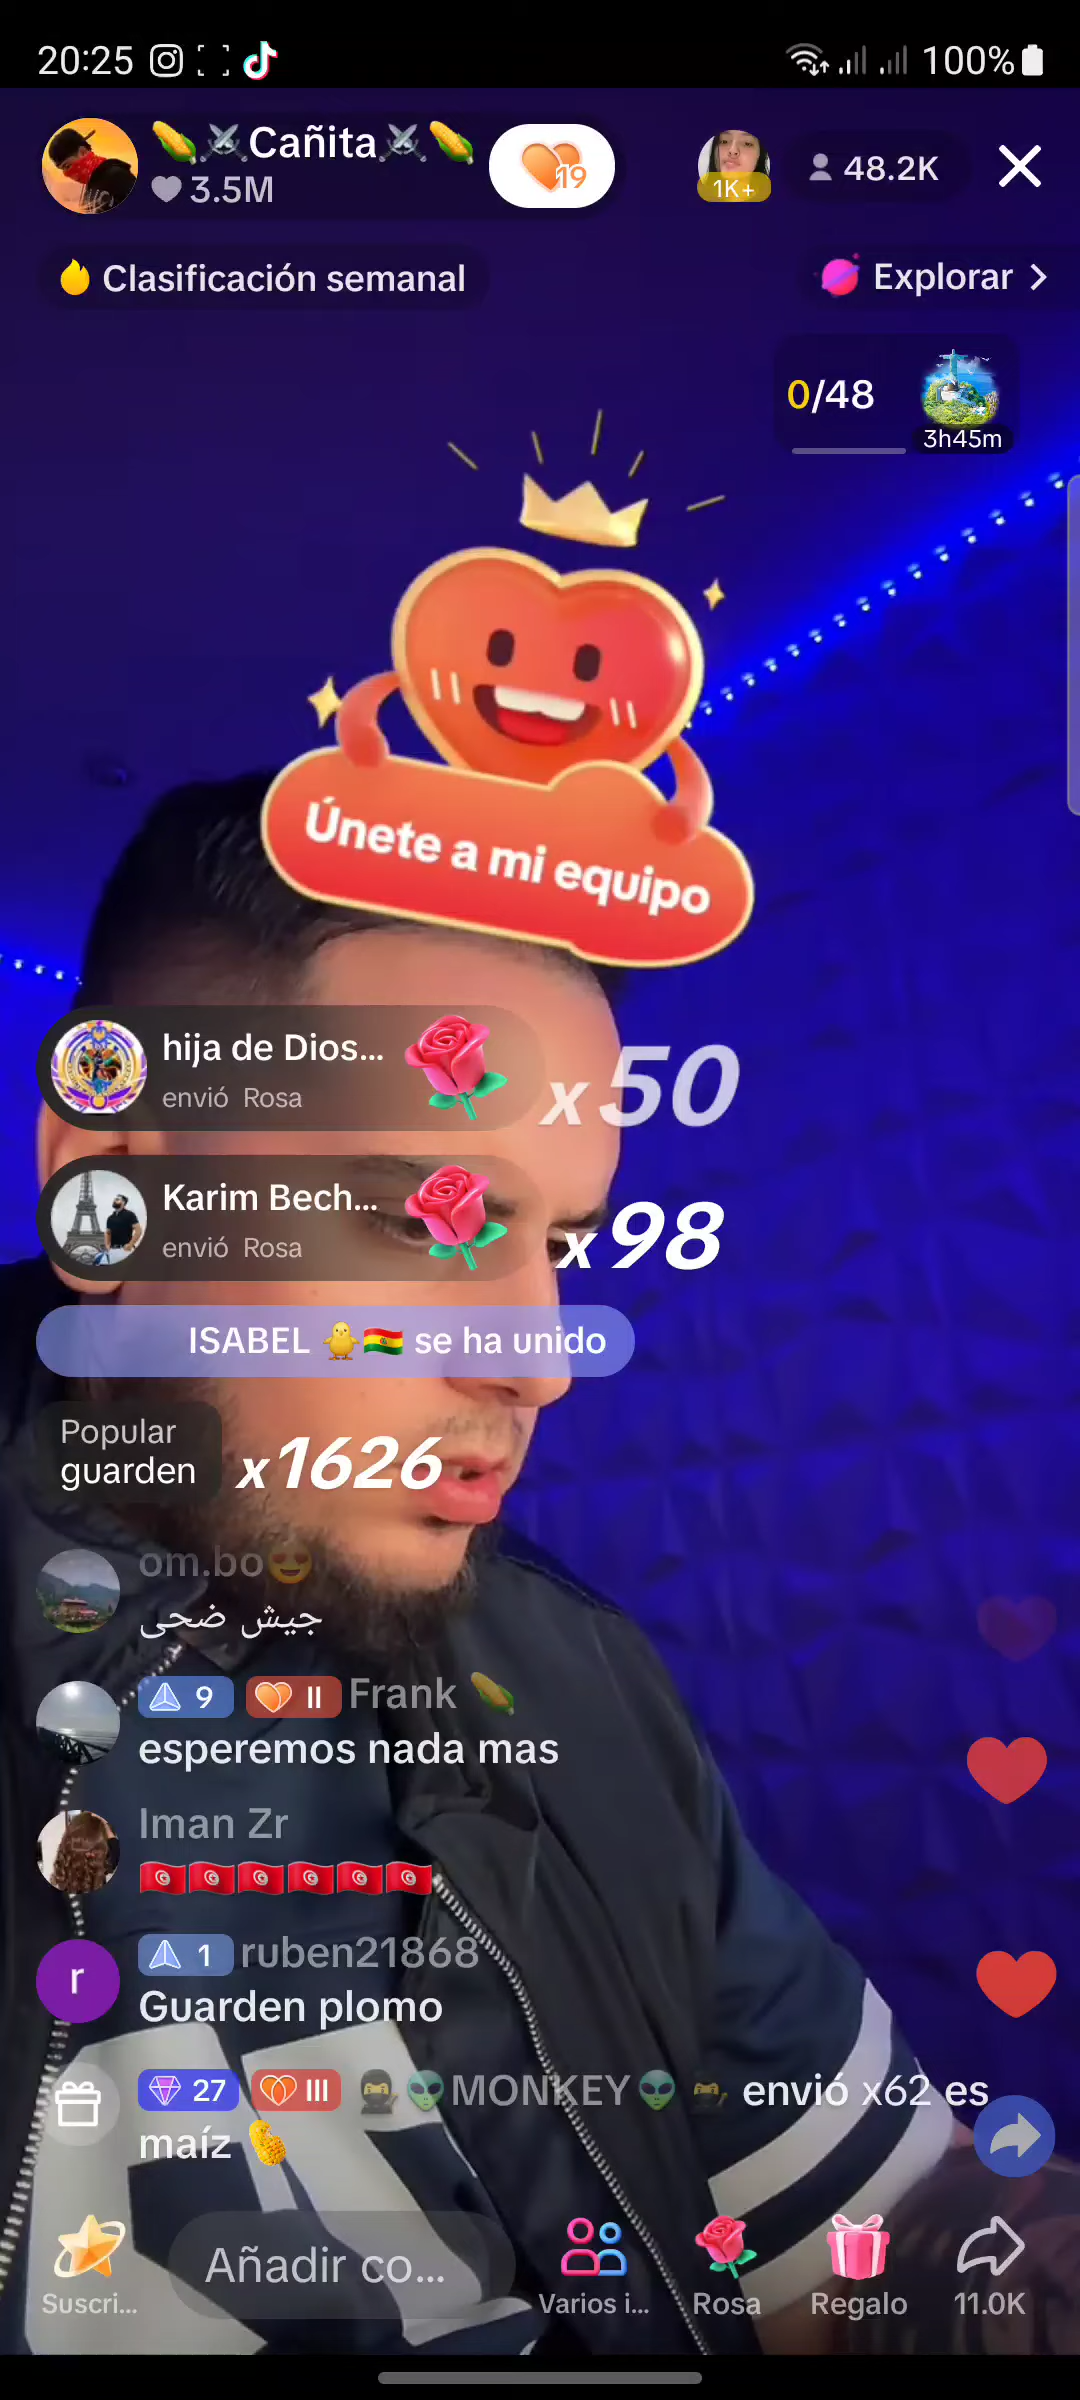 20:25
100%
🌽⚔️Cañita⚔️🌽
3.5M
19
1K+
48.2K
Clasificación semanal
Explorar
0/48
3h45m
Únete a mi equipo
hija de Dios...
envió Rosa
x50
Karim Bech...
envió Rosa
x98
ISABEL 🐥🇧🇴 se ha unido
Popular
guarden
x1626
om.bo😍
جيش ضحى
9 II Frank 🌽
esperemos nada mas
Iman Zr
🇹🇳🇹🇳🇹🇳🇹🇳🇹🇳🇹🇳
r
1 ruben21868
Guarden plomo
27 III 🥷👽MONKEY👽🥷 envió x62 es
maíz
Suscri...
Añadir co...
Varios i...
Rosa
Regalo
11.0K